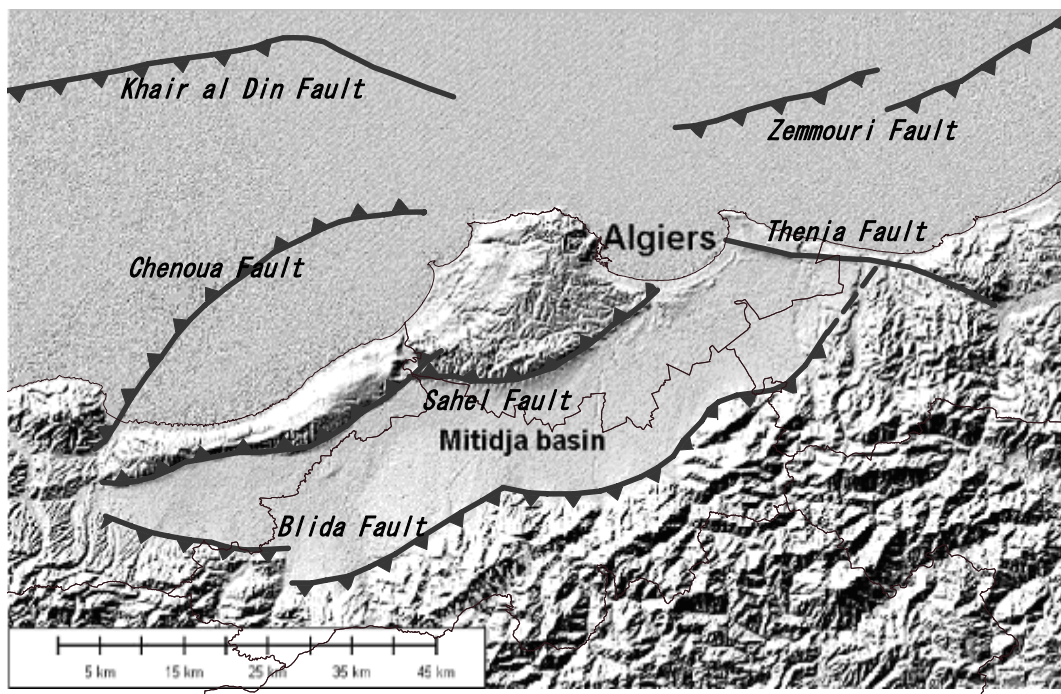 Khair al Din Fault
Zemmouri Fault
Algiers
Thenia Fault
Chenoua Fault
Sahel Fault
Mitidja basin
Blida Fault
5 km 15 km 25 km 35 km 45 km